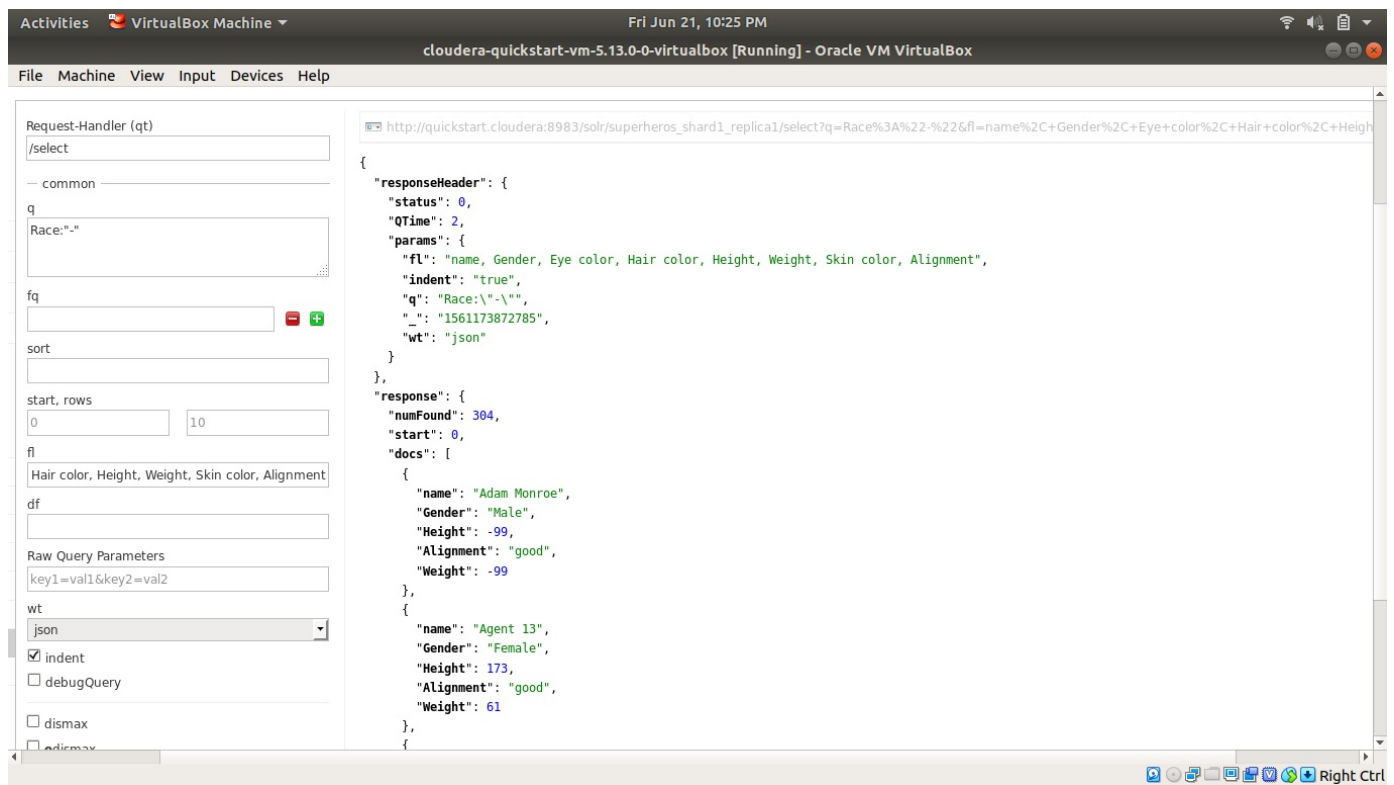 Activities VirtualBox Machine Fri Jun 21, 10:25 PM
cloudera-quickstart-vm-5.13.0-0-virtualbox [Running] - Oracle VM VirtualBox
File Machine View Input Devices Help
Request-Handler (qt)
/select
common
q
Race:"-"
fq
sort
start, rows
0 10
fl
Hair color, Height, Weight, Skin color, Alignment
df
Raw Query Parameters
key1=val1&key2=val2
wt
json
indent
debugQuery
dismax
edismax
http://quickstart.cloudera:8983/solr/superheros_shard1_replica1/select?q=Race%3A%22-%22&fl=name%2C+Gender%2C+Eye+color%2C+Hair+color%2C+Heigh
{
"responseHeader": {
"status": 0,
"QTime": 2,
"params": {
"fl": "name, Gender, Eye color, Hair color, Height, Weight, Skin color, Alignment",
"indent": "true",
"q": "Race:\"-\"",
"_": "1561173872785",
"wt": "json"
}
},
"response": {
"numFound": 304,
"start": 0,
"docs": [
{
"name": "Adam Monroe",
"Gender": "Male",
"Height": -99,
"Alignment": "good",
"Weight": -99
},
{
"name": "Agent 13",
"Gender": "Female",
"Height": 173,
"Alignment": "good",
"Weight": 61
},
{
Right Ctrl